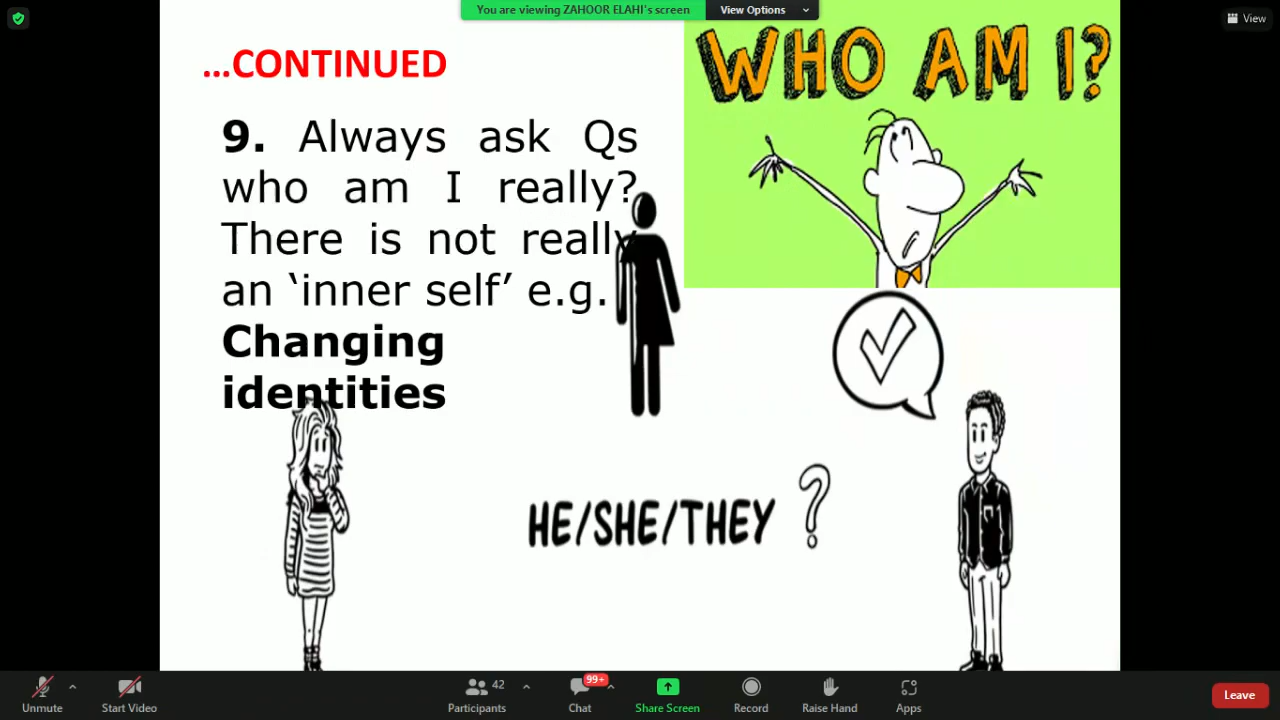 You are viewing ZAHOOR ELAHI's screen
View Options
View
...CONTINUED
WHO AM I?
9. Always ask Qs
who am I really?
There is not really
an ‘inner self’ e.g.
Changing
identities
HE/SHE/THEY ?
Unmute
Start Video
Participants
42
Chat
99+
Share Screen
Record
Raise Hand
Apps
Leave